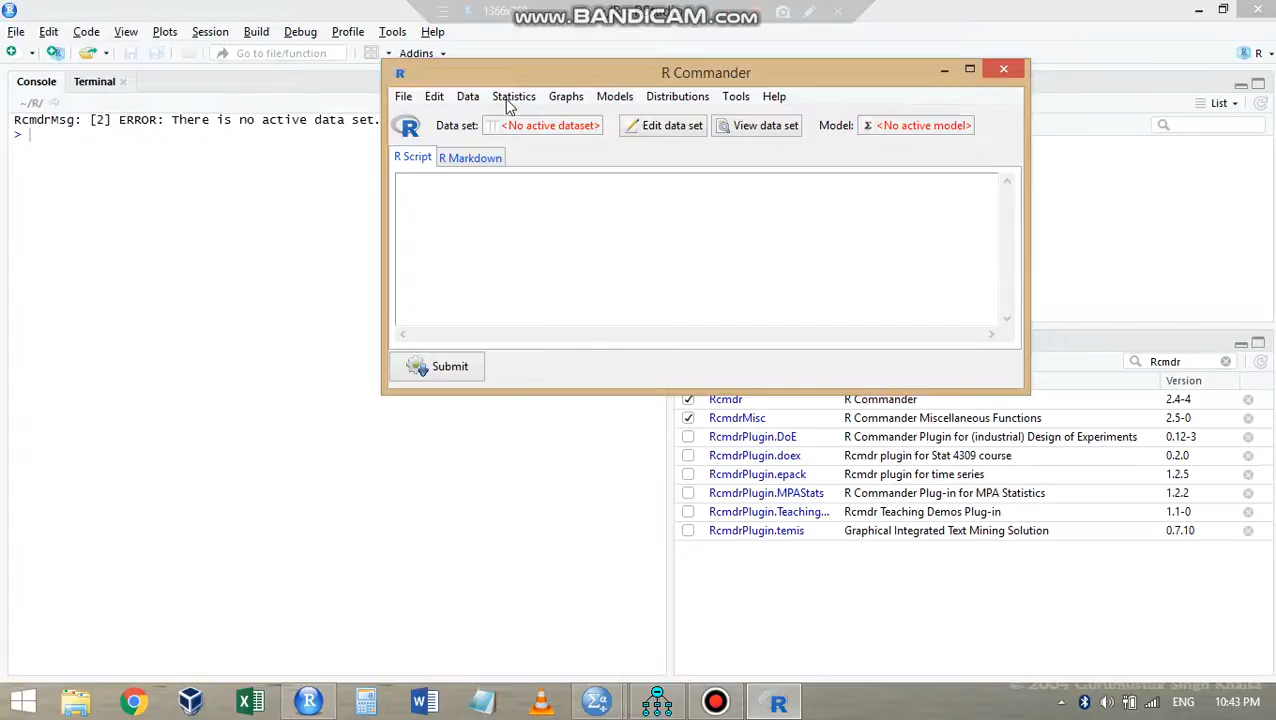 www.BANDICAM.com
File Edit Code View Plots Session Build Debug Profile Tools Help
Go to file/function Addins R
Console Terminal
~/R/
RcmdrMsg: [2] ERROR: There is no active data set.
>
R Commander
File Edit Data Statistics Graphs Models Distributions Tools Help
Data set: <No active dataset> Edit data set View data set Model: Σ <No active model>
R Script R Markdown
Submit
List
Rcmdr
Version
Rcmdr R Commander 2.4-4
RcmdrMisc R Commander Miscellaneous Functions 2.5-0
RcmdrPlugin.DoE R Commander Plugin for (industrial) Design of Experiments 0.12-3
RcmdrPlugin.doex Rcmdr plugin for Stat 4309 course 0.2.0
RcmdrPlugin.epack Rcmdr plugin for time series 1.2.5
RcmdrPlugin.MPAStats R Commander Plug-in for MPA Statistics 1.2.2
RcmdrPlugin.Teaching... Rcmdr Teaching Demos Plug-in 1.1-0
RcmdrPlugin.temis Graphical Integrated Text Mining Solution 0.7.10
ENG 10:43 PM